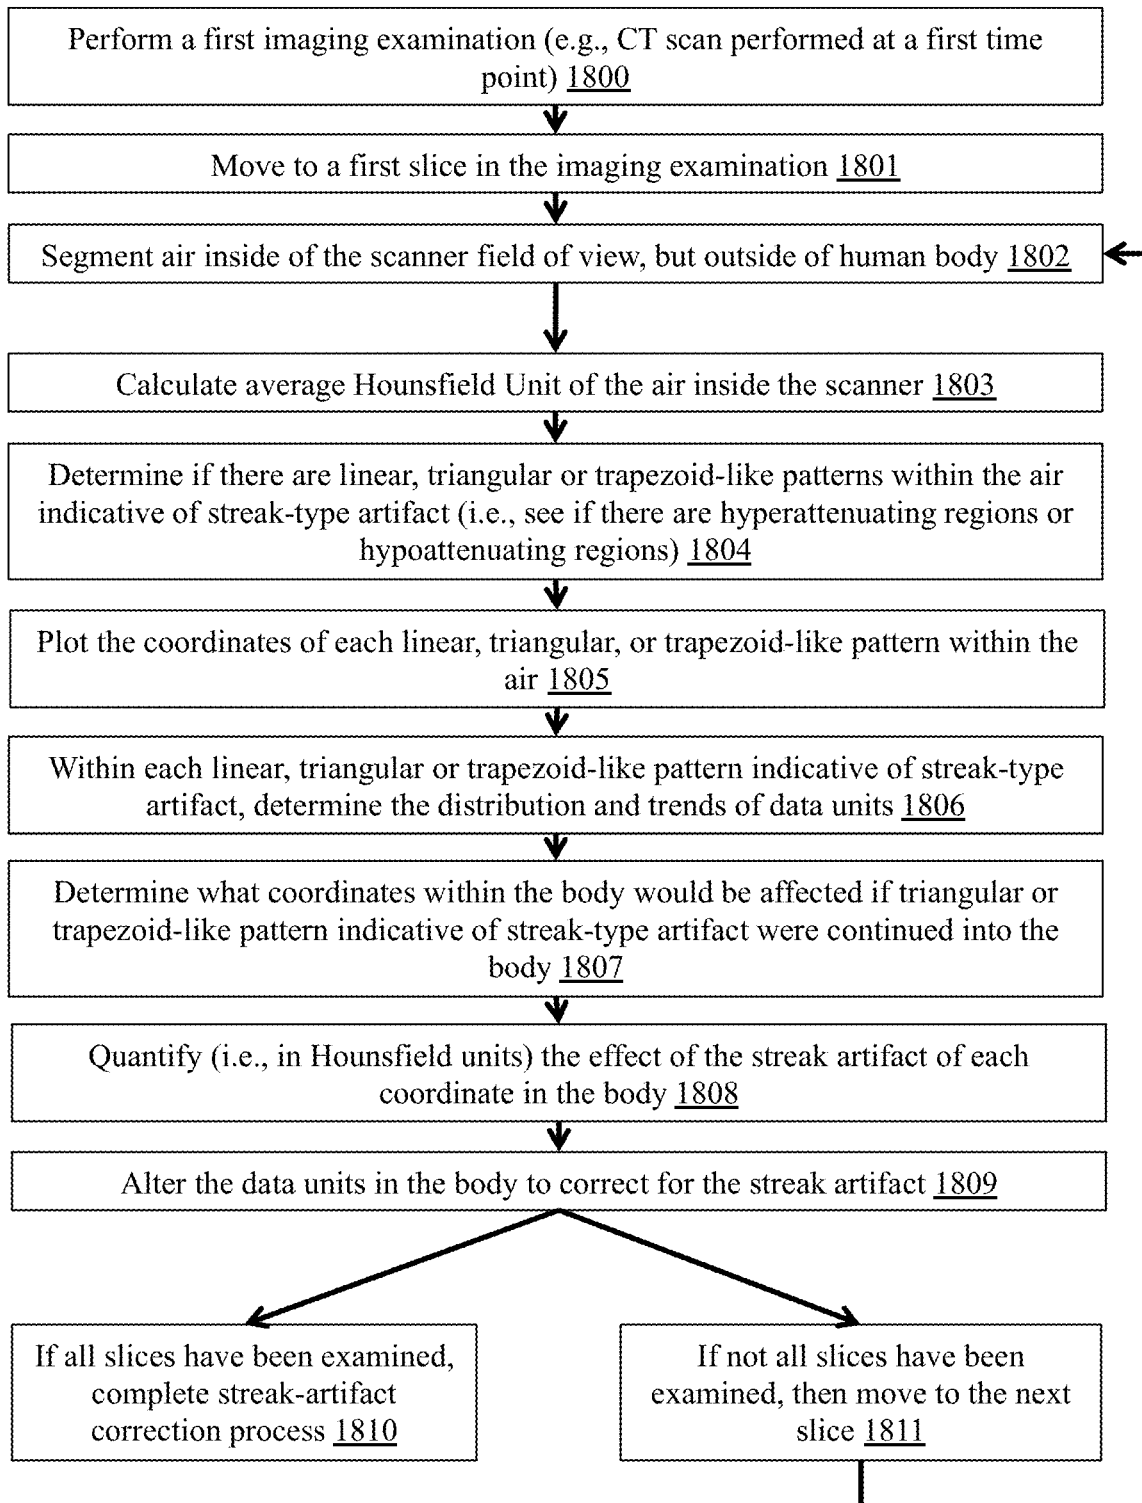 Perform a first imaging examination (e.g., CT scan performed at a first time
point) 1800
Move to a first slice in the imaging examination 1801
Segment air inside of the scanner field of view, but outside of human body 1802
Calculate average Hounsfield Unit of the air inside the scanner 1803
Determine if there are linear, triangular or trapezoid-like patterns within the air
indicative of streak-type artifact (i.e., see if there are hyperattenuating regions or
hypoattenuating regions) 1804
Plot the coordinates of each linear, triangular, or trapezoid-like pattern within the
air 1805
Within each linear, triangular or trapezoid-like pattern indicative of streak-type
artifact, determine the distribution and trends of data units 1806
Determine what coordinates within the body would be affected if triangular or
trapezoid-like pattern indicative of streak-type artifact were continued into the
body 1807
Quantify (i.e., in Hounsfield units) the effect of the streak artifact of each
coordinate in the body 1808
Alter the data units in the body to correct for the streak artifact 1809
If all slices have been examined,
complete streak-artifact
correction process 1810
If not all slices have been
examined, then move to the next
slice 1811